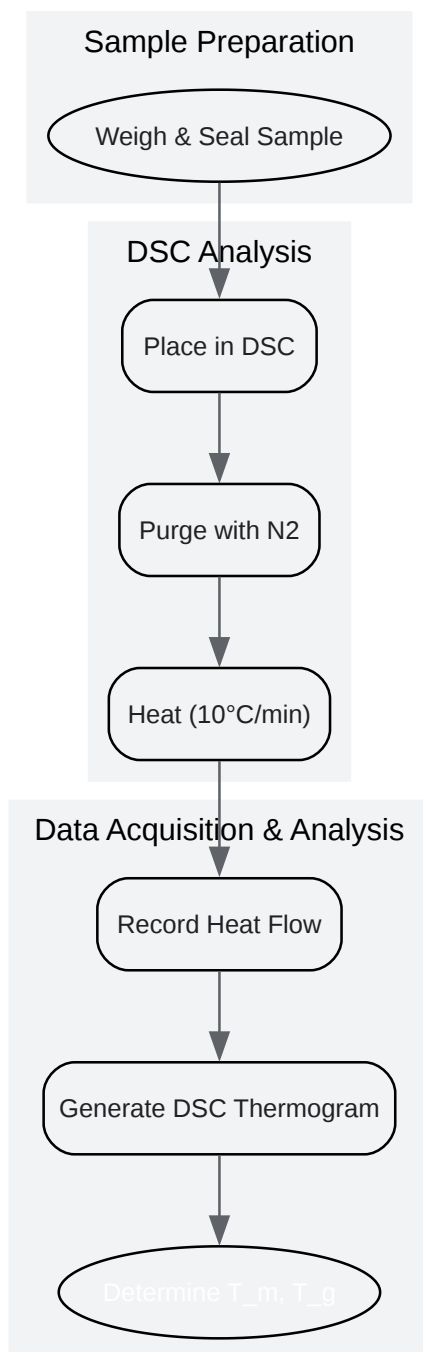 Sample Preparation
Weigh & Seal Sample
DSC Analysis
Place in DSC
Purge with N2
Heat (10°C/min)
Data Acquisition & Analysis
Record Heat Flow
Generate DSC Thermogram
Determine T_m, T_g